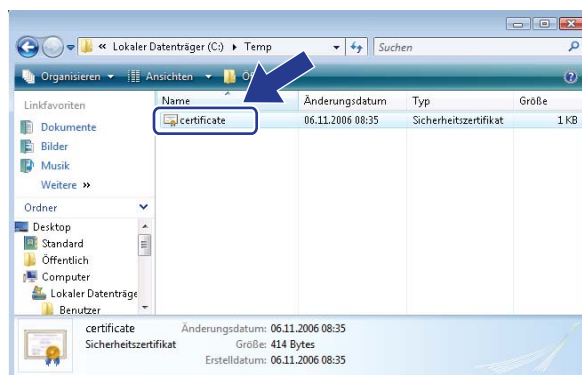 « Lokaler Datenträger (C:) ▸ Temp
Suchen
Organisieren
Ansichten
Linkfavoriten
Dokumente
Bilder
Musik
Weitere »
Ordner
Desktop
Standard
Öffentlich
Computer
Lokaler Datenträge
Benutzer
Name
Änderungsdatum
Typ
Größe
certificate
06.11.2006 08:35
Sicherheitszertifikat
1 KB
certificate
Änderungsdatum: 06.11.2006 08:35
Sicherheitszertifikat
Größe: 414 Bytes
Erstelldatum: 06.11.2006 08:35